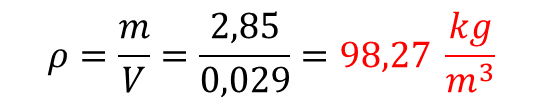 ρ = m/V = 2,85/0,029 = 98,27 kg/m³